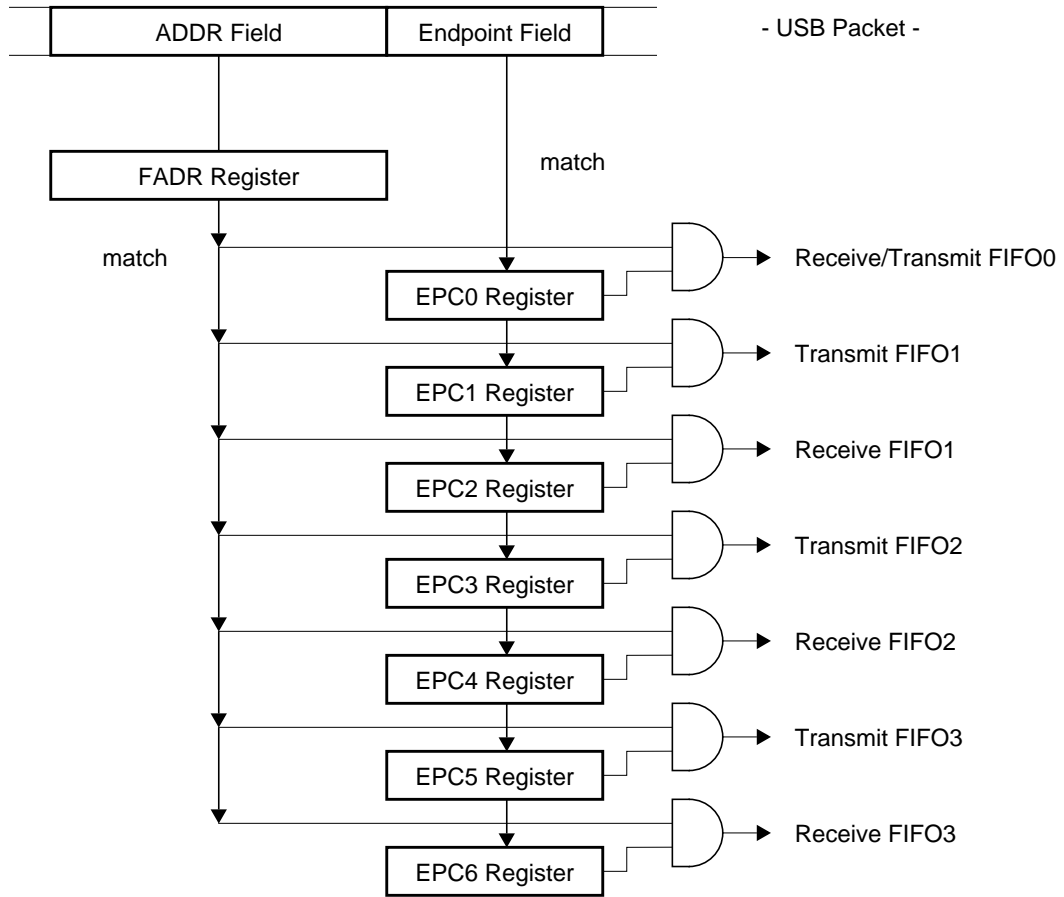 ADDR Field
Endpoint Field
- USB Packet -
match
FADR Register
match
Receive/Transmit FIFO0
EPC0 Register
Transmit FIFO1
EPC1 Register
Receive FIFO1
EPC2 Register
Transmit FIFO2
EPC3 Register
Receive FIFO2
EPC4 Register
Transmit FIFO3
EPC5 Register
Receive FIFO3
EPC6 Register